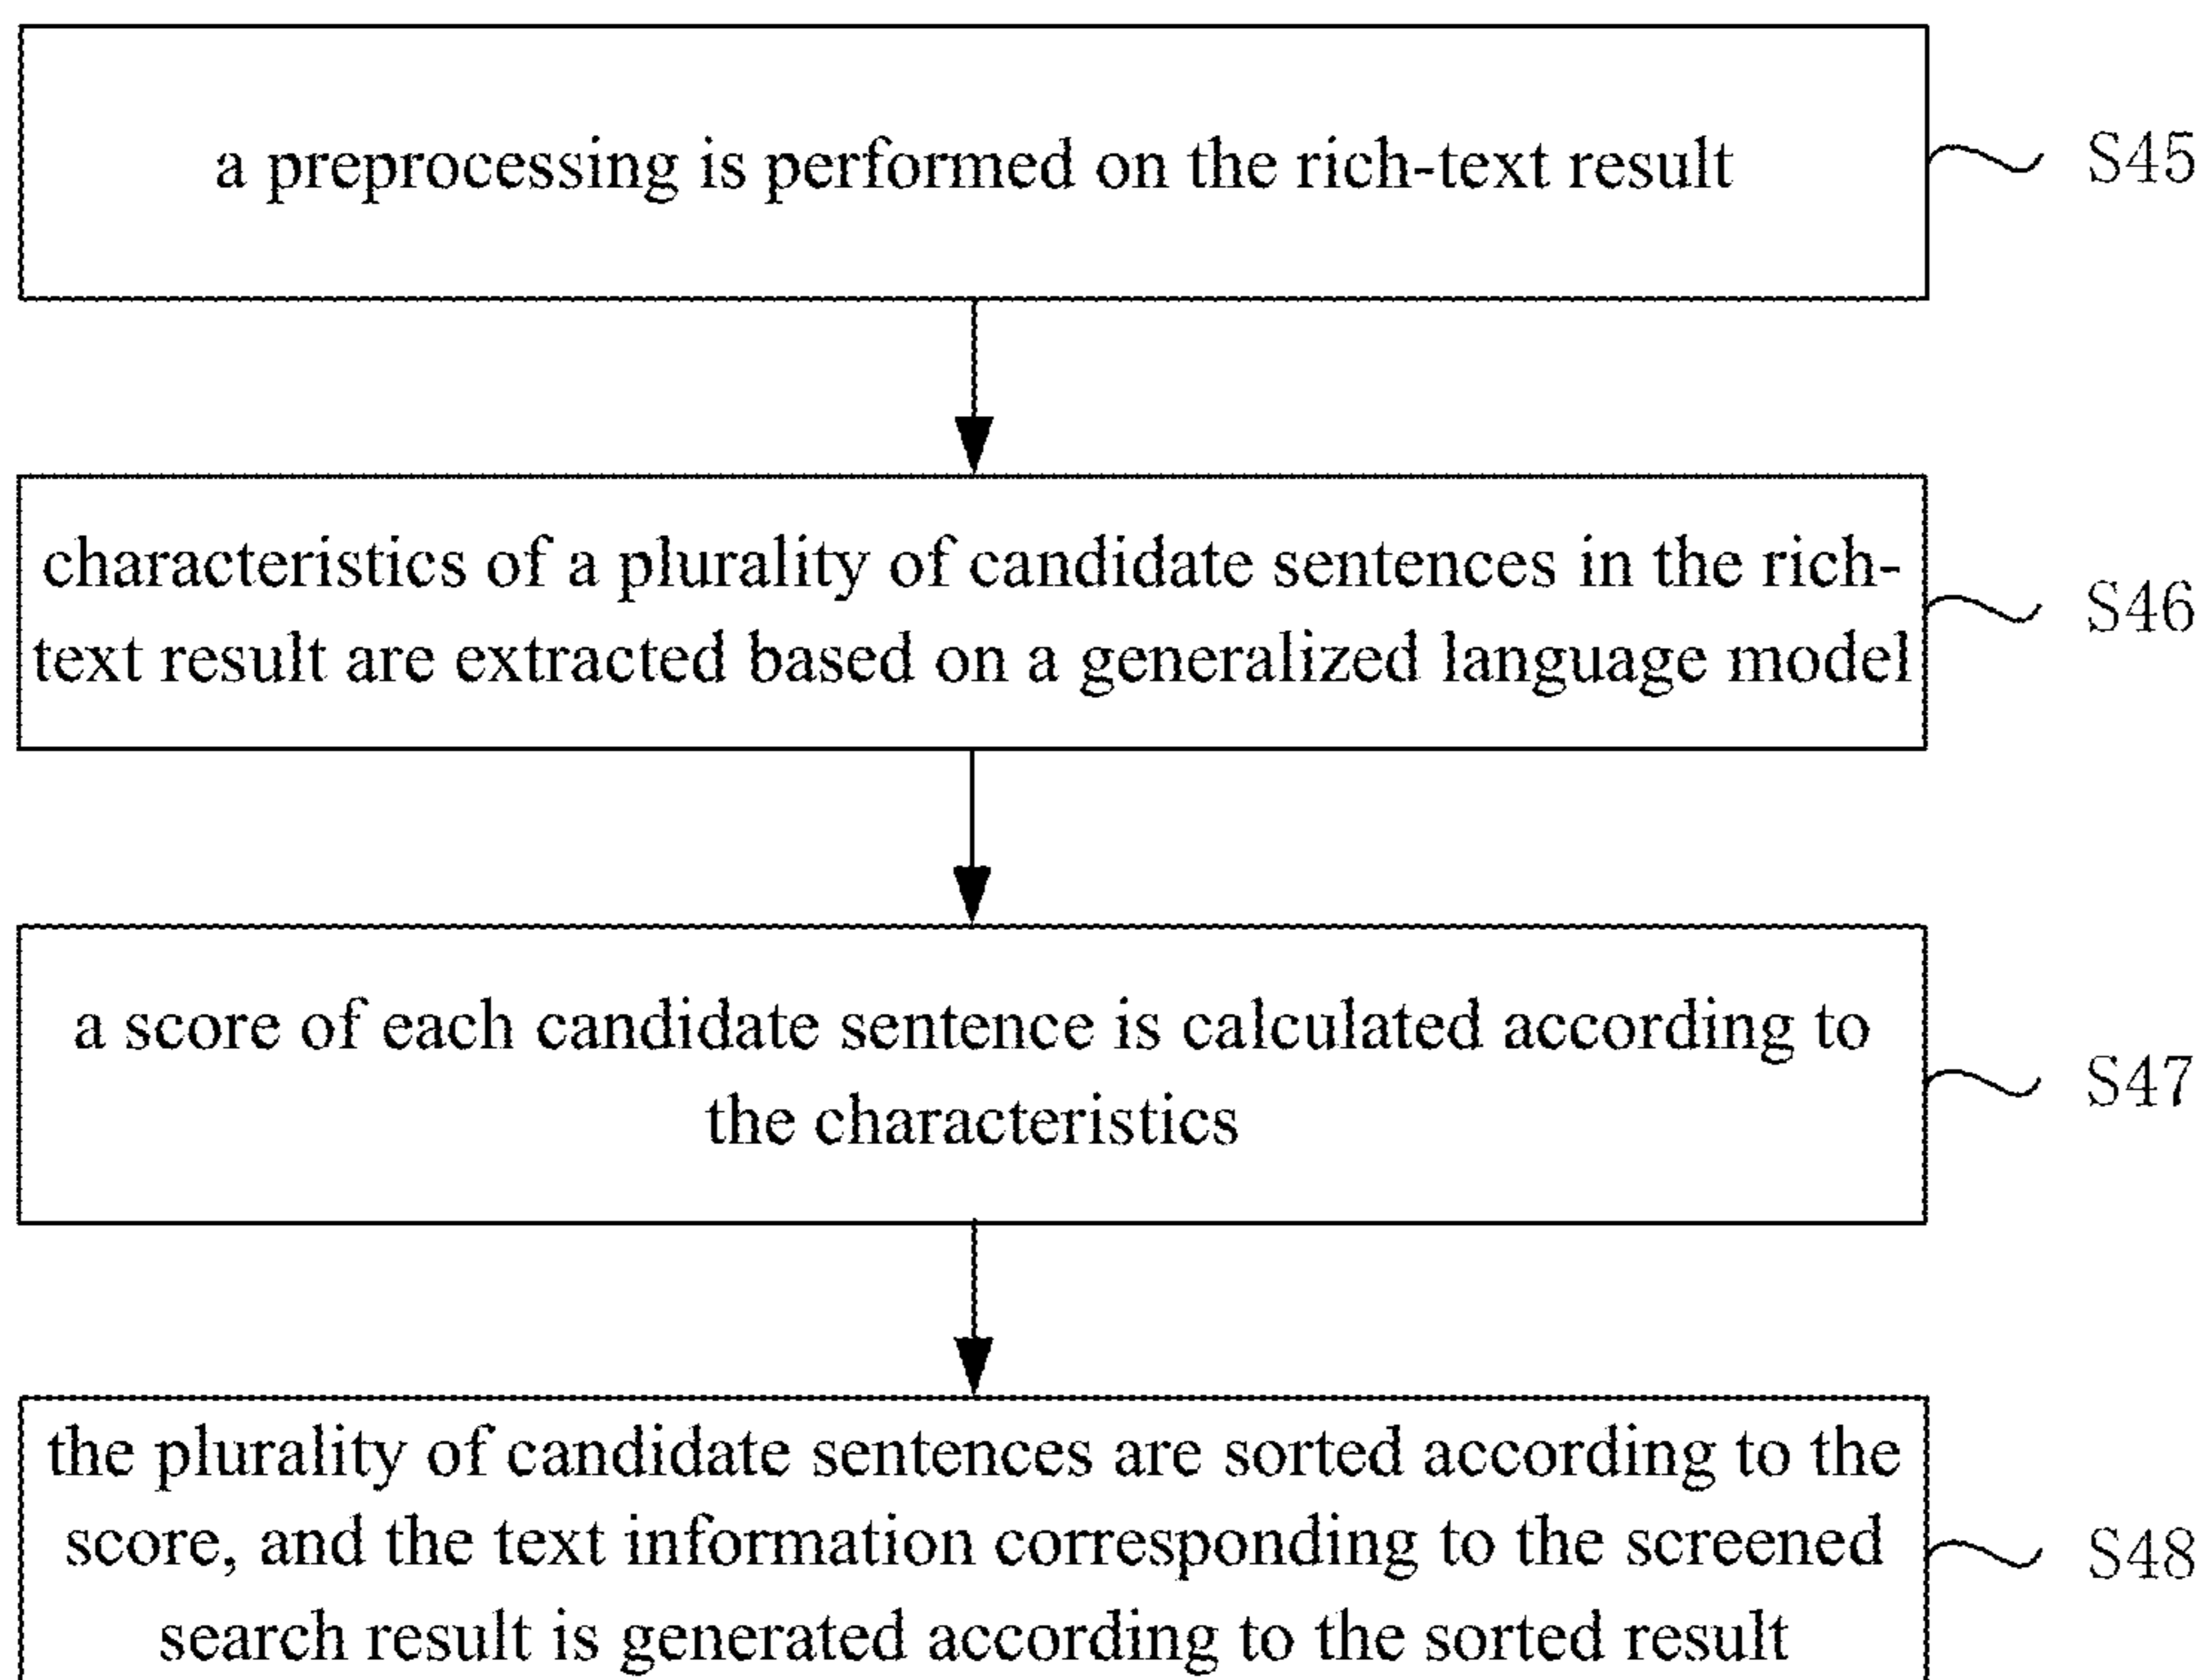 a preprocessing is performed on the rich-text result
S45
characteristics of a plurality of candidate sentences in the rich-
text result are extracted based on a generalized language model
S46
a score of each candidate sentence is calculated according to
the characteristics
S47
the plurality of candidate sentences are sorted according to the
score, and the text information corresponding to the screened
search result is generated according to the sorted result
S48